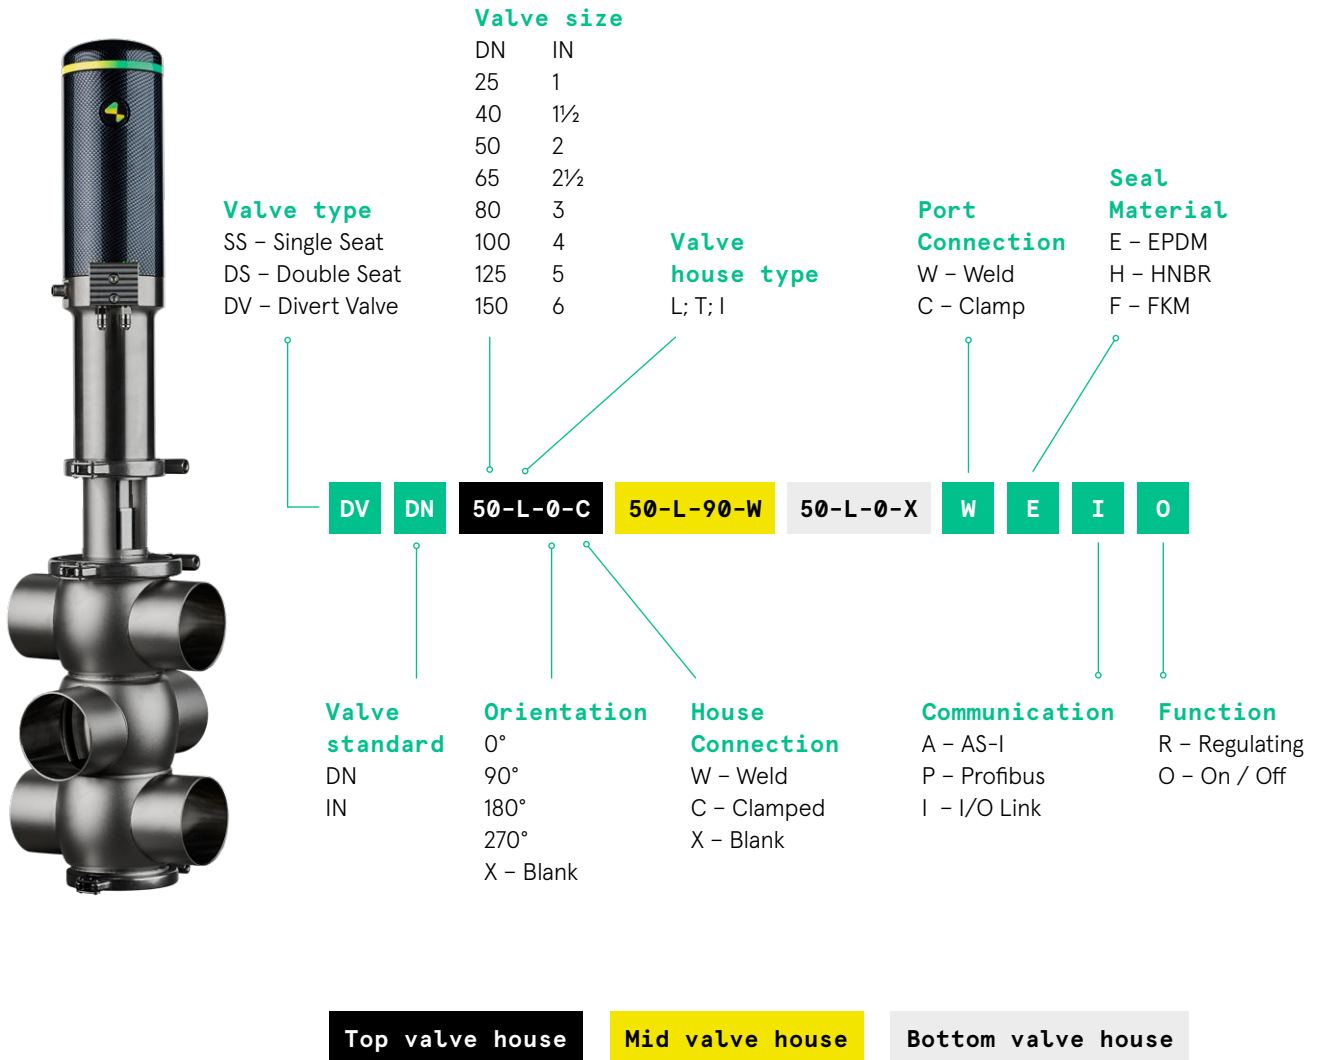 Valve size
DN IN
25 1
40 1½
50 2
65 2½
80 3
100 4
125 5
150 6
Valve type
SS – Single Seat
DS – Double Seat
DV – Divert Valve
Valve
house type
L; T; I
Port
Connection
W – Weld
C – Clamp
Seal
Material
E – EPDM
H – HNBR
F – FKM
DV DN 50-L-0-C 50-L-90-W 50-L-0-X W E I O
Valve
standard
DN
IN
Orientation
0°
90°
180°
270°
X – Blank
House
Connection
W – Weld
C – Clamped
X – Blank
Communication
A – AS-I
P – Profibus
I – I/O Link
Function
R – Regulating
O – On / Off
Top valve house Mid valve house Bottom valve house